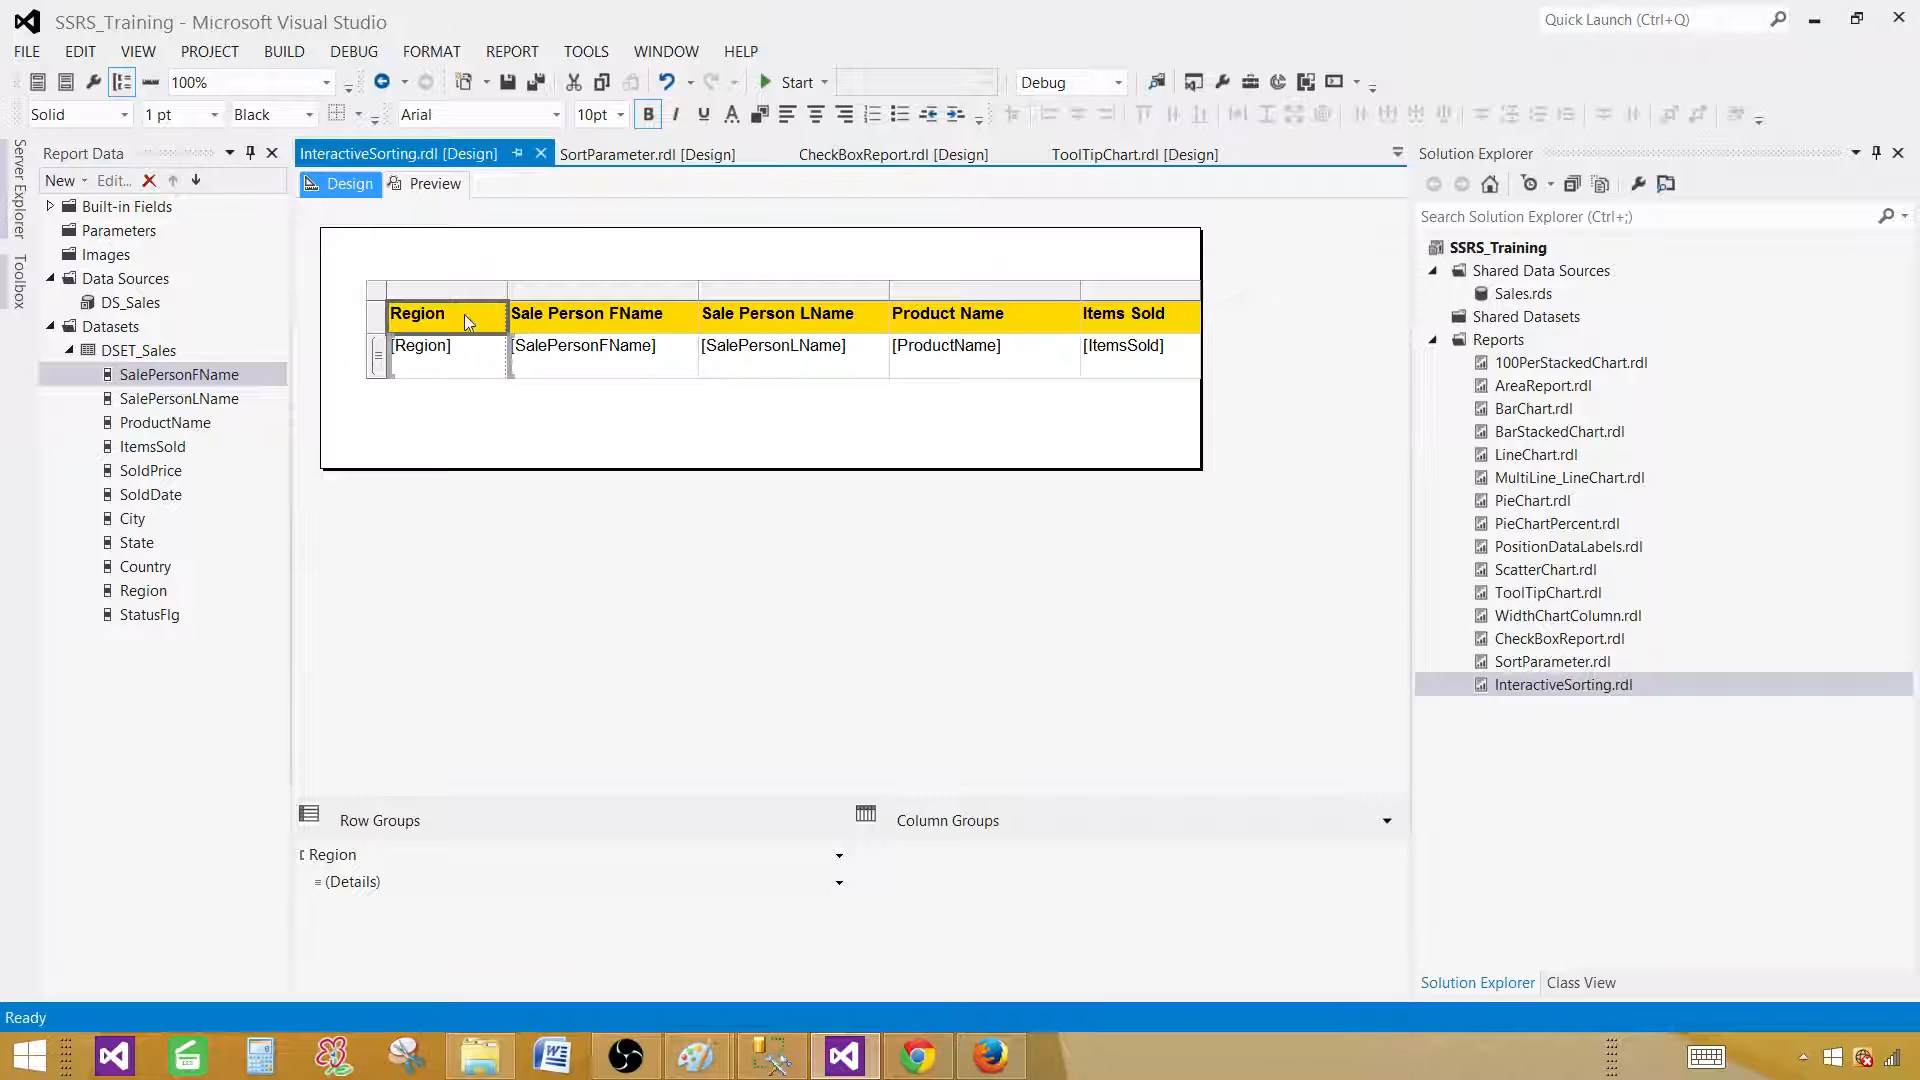 SSRS_Training - Microsoft Visual Studio
Quick Launch (Ctrl+Q)
FILE EDIT VIEW PROJECT BUILD DEBUG FORMAT REPORT TOOLS WINDOW HELP
100% Start Debug
Solid 1 pt Black Arial 10pt B I U A
Server Explorer
Toolbox
Report Data
New Edit...
Built-in Fields
Parameters
Images
Data Sources
DS_Sales
Datasets
DSET_Sales
SalePersonFName
SalePersonLName
ProductName
ItemsSold
SoldPrice
SoldDate
City
State
Country
Region
StatusFlg
InteractiveSorting.rdl [Design] SortParameter.rdl [Design] CheckBoxReport.rdl [Design] ToolTipChart.rdl [Design]
Design Preview
Region Sale Person FName Sale Person LName Product Name Items Sold
[Region] [SalePersonFName] [SalePersonLName] [ProductName] [ItemsSold]
Row Groups
Region
(Details)
Column Groups
Solution Explorer
Search Solution Explorer (Ctrl+;)
SSRS_Training
Shared Data Sources
Sales.rds
Shared Datasets
Reports
100PerStackedChart.rdl
AreaReport.rdl
BarChart.rdl
BarStackedChart.rdl
LineChart.rdl
MultiLine_LineChart.rdl
PieChart.rdl
PieChartPercent.rdl
PositionDataLabels.rdl
ScatterChart.rdl
ToolTipChart.rdl
WidthChartColumn.rdl
CheckBoxReport.rdl
SortParameter.rdl
InteractiveSorting.rdl
Solution Explorer Class View
Ready